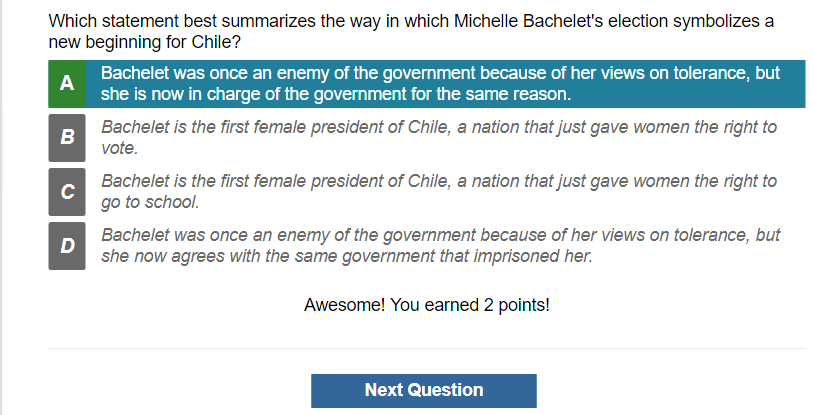 Which statement best summarizes the way in which Michelle Bachelet's election symbolizes a
new beginning for Chile?
A
Bachelet was once an enemy of the government because of her views on tolerance, but
she is now in charge of the government for the same reason.
B
Bachelet is the first female president of Chile, a nation that just gave women the right to
vote.
C
Bachelet is the first female president of Chile, a nation that just gave women the right to
go to school.
D
Bachelet was once an enemy of the government because of her views on tolerance, but
she now agrees with the same government that imprisoned her.
Awesome! You earned 2 points!
Next Question